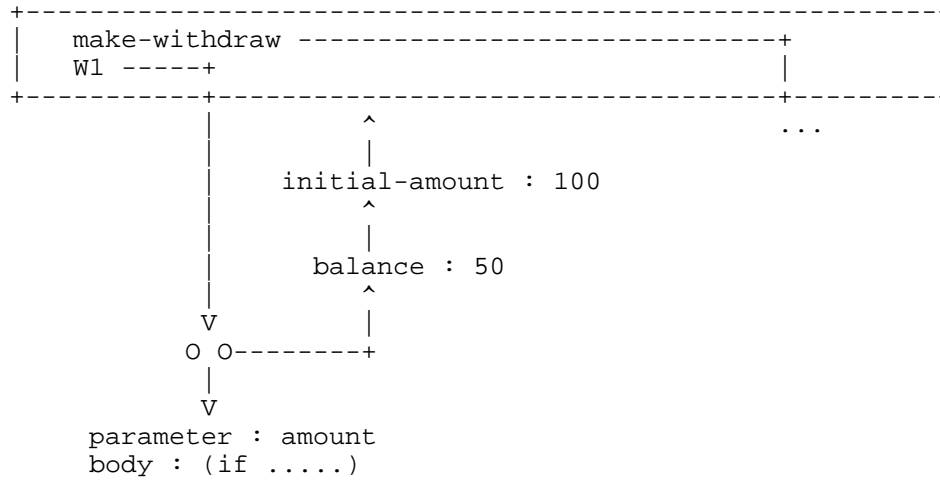 make-withdraw
W1
...
initial-amount : 100
balance : 50
O O
parameter : amount
body : (if .....)